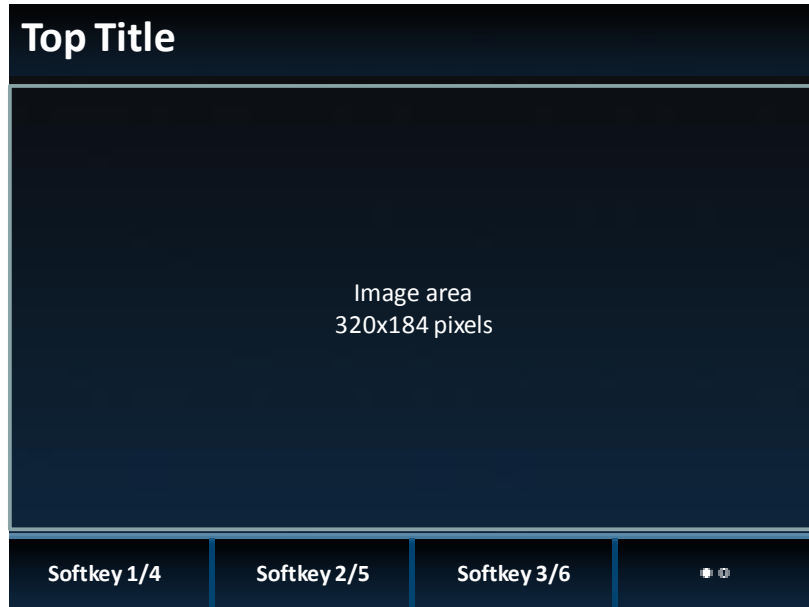 Top Title
Image area
320x184 pixels
Softkey 1/4
Softkey 2/5
Softkey 3/6